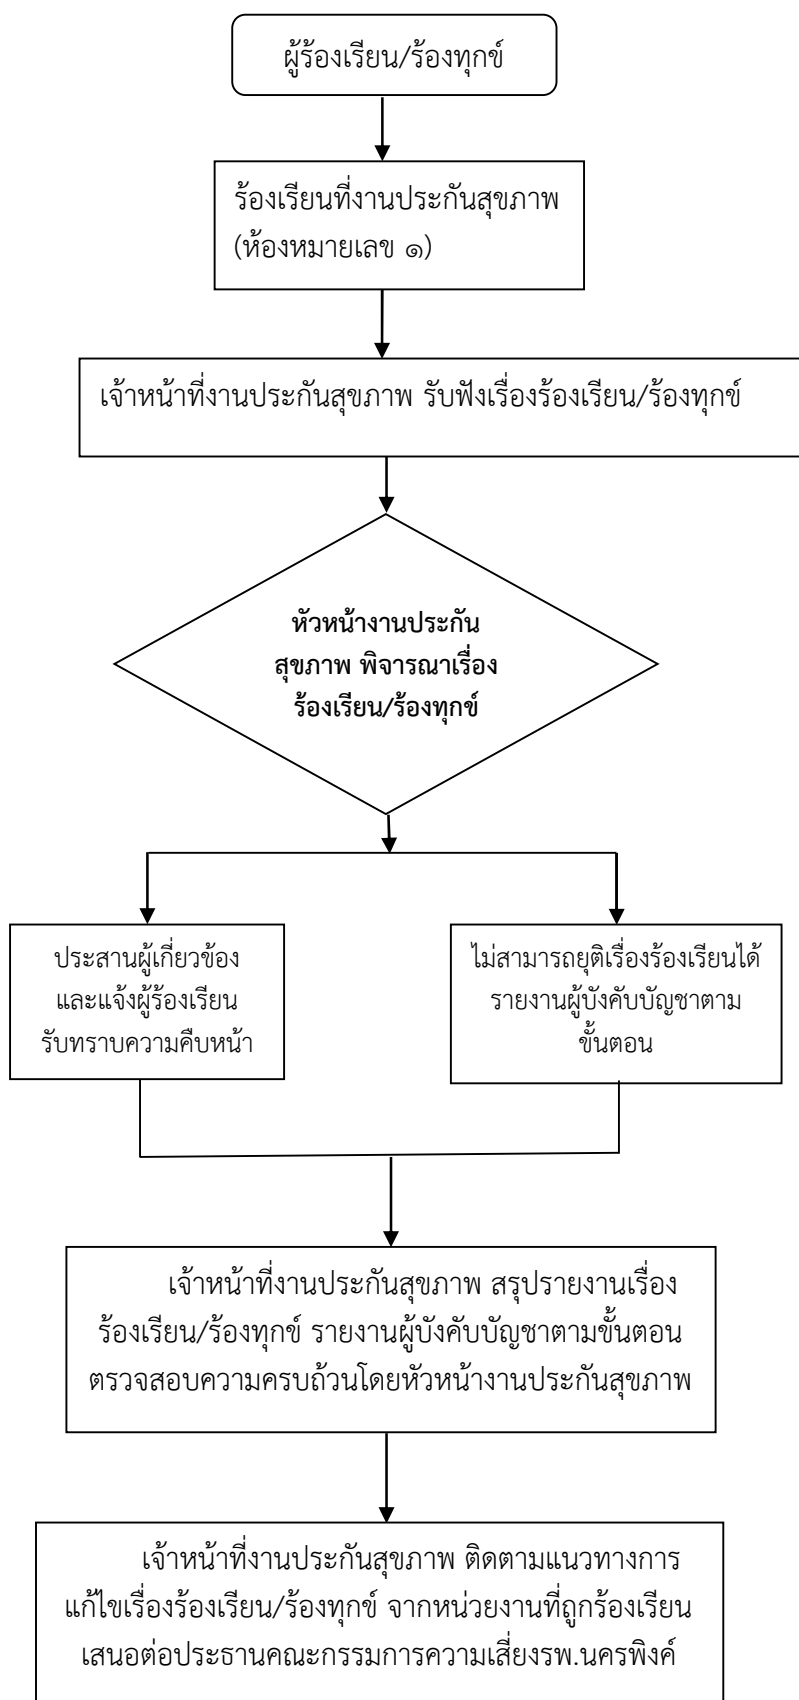 ผู้ร้องเรียน/ร้องทุกข์
ร้องเรียนที่งานประกันสุขภาพ
(ห้องหมายเลข ๑)
เจ้าหน้าที่งานประกันสุขภาพ รับฟังเรื่องร้องเรียน/ร้องทุกข์
หัวหน้างานประกัน
สุขภาพ พิจารณาเรื่อง
ร้องเรียน/ร้องทุกข์
ประสานผู้เกี่ยวข้อง
และแจ้งผู้ร้องเรียน
รับทราบความคืบหน้า
ไม่สามารถยุติเรื่องร้องเรียนได้
รายงานผู้บังคับบัญชาตาม
ขั้นตอน
เจ้าหน้าที่งานประกันสุขภาพ สรุปรายงานเรื่อง
ร้องเรียน/ร้องทุกข์ รายงานผู้บังคับบัญชาตามขั้นตอน
ตรวจสอบความครบถ้วนโดยหัวหน้างานประกันสุขภาพ
เจ้าหน้าที่งานประกันสุขภาพ ติดตามแนวทางการ
แก้ไขเรื่องร้องเรียน/ร้องทุกข์ จากหน่วยงานที่ถูกร้องเรียน
เสนอต่อประธานคณะกรรมการความเสี่ยงรพ.นครพิงค์